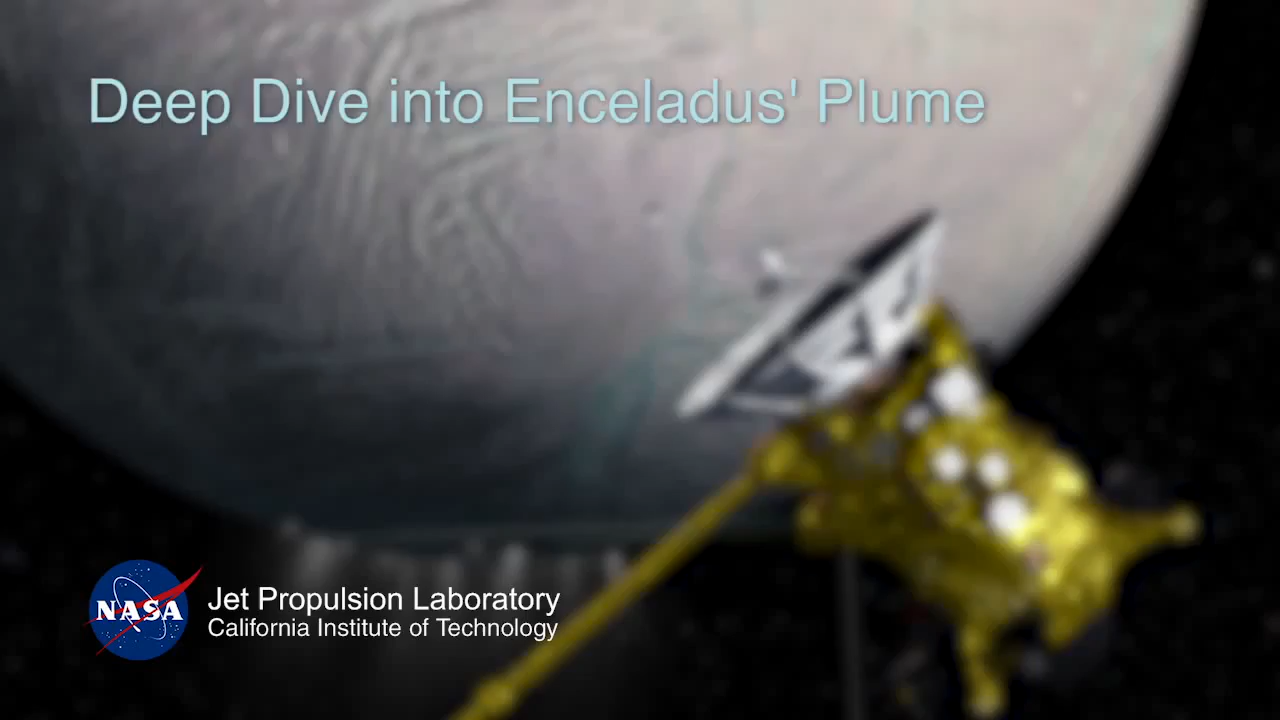 Deep Dive into Enceladus' Plume
NASA
Jet Propulsion Laboratory
California Institute of Technology